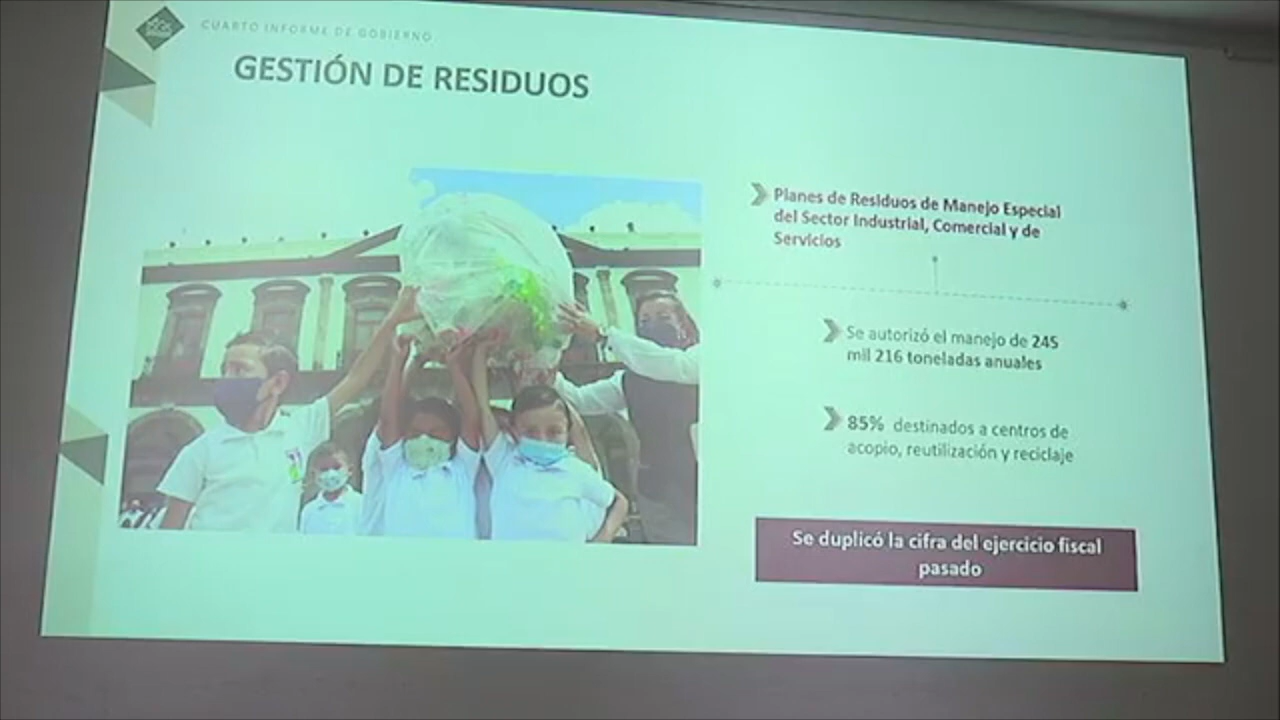 CUARTO INFORME DE GOBIERNO
GESTIÓN DE RESIDUOS
Planes de Residuos de Manejo Especial
del Sector Industrial, Comercial y de
Servicios
Se autorizó el manejo de 245
mil 216 toneladas anuales
85% destinados a centros de
acopio, reutilización y reciclaje
Se duplicó la cifra del ejercicio fiscal
pasado